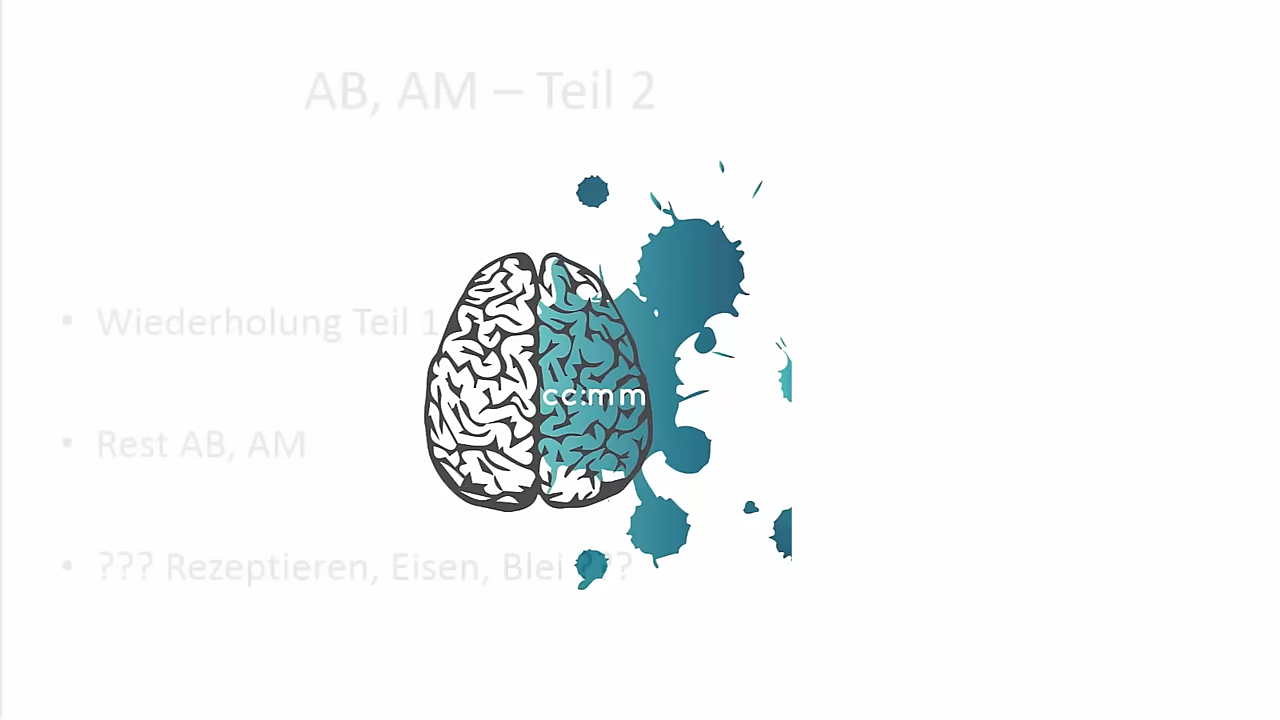 AB, AM – Teil 2
• Wiederholung Teil 1
cc:mm
• Rest AB, AM
• ??? Rezeptieren, Eisen, Blei ???